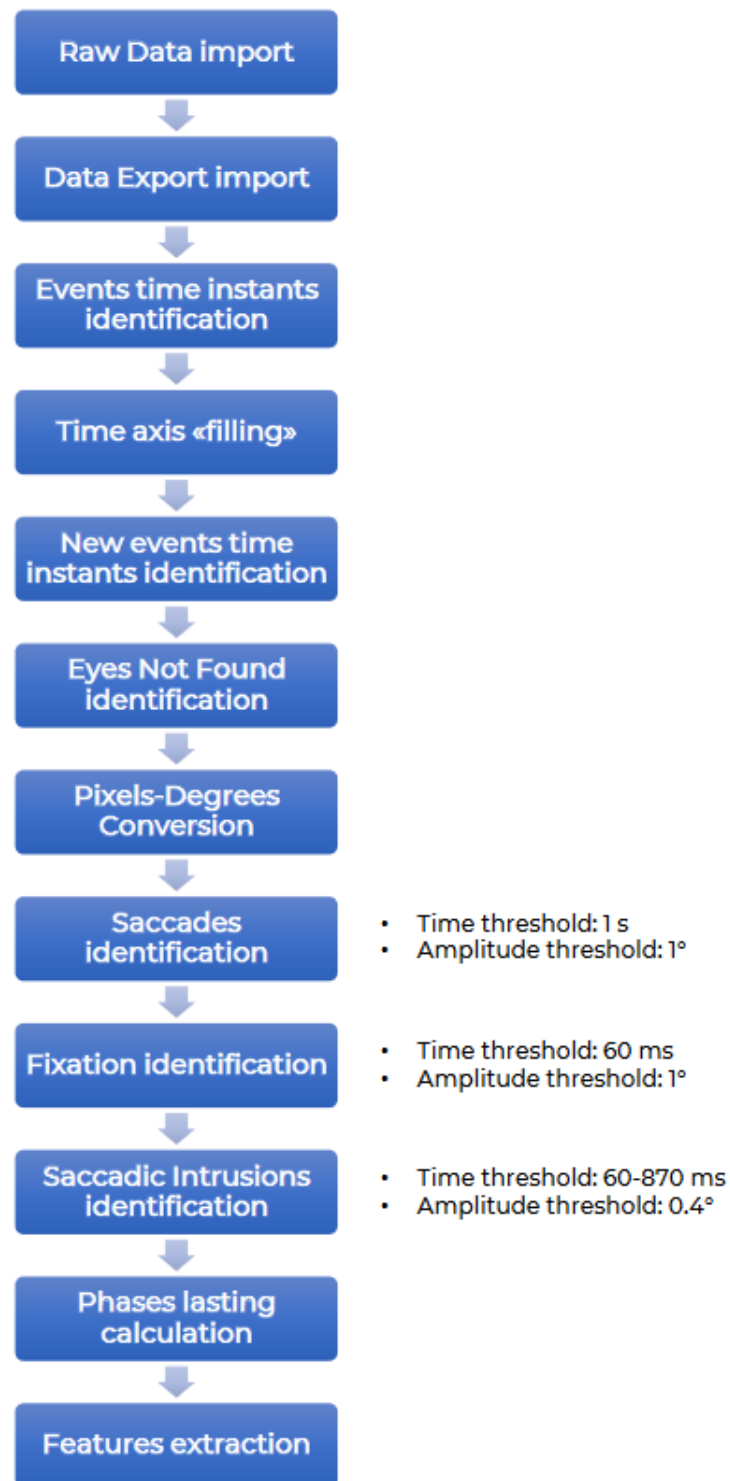 Raw Data import
Data Export import
Events time instants
identification
Time axis «filling»
New events time
instants identification
Eyes Not Found
identification
Pixels-Degrees
Conversion
Saccades
identification
• Time threshold: 1 s
• Amplitude threshold: 1°
Fixation identification
• Time threshold: 60 ms
• Amplitude threshold: 1°
Saccadic Intrusions
identification
• Time threshold: 60-870 ms
• Amplitude threshold: 0.4°
Phases lasting
calculation
Features extraction